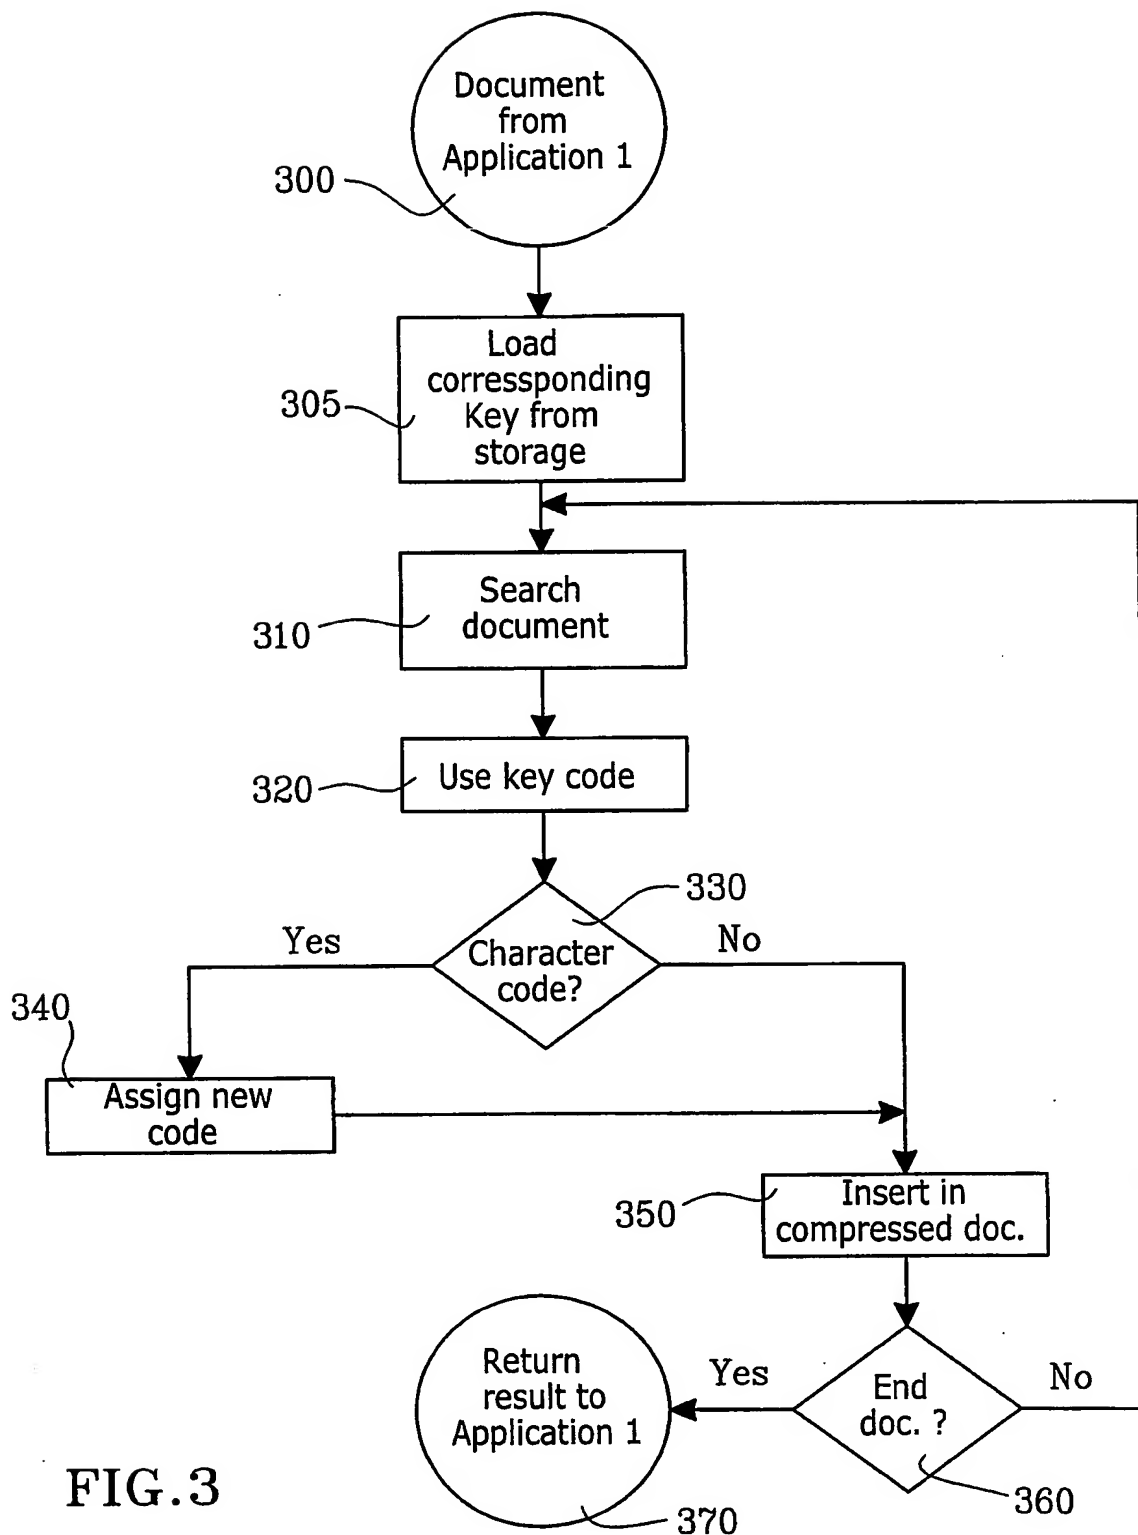 Document
from
Application 1
300
Load
corressponding
Key from
storage
305
Search
document
310
Use key code
320
330
Character
code?
Yes
No
340
Assign new
code
Insert in
compressed doc.
350
End
doc. ?
Yes
No
360
Return
result to
Application 1
370
FIG.3